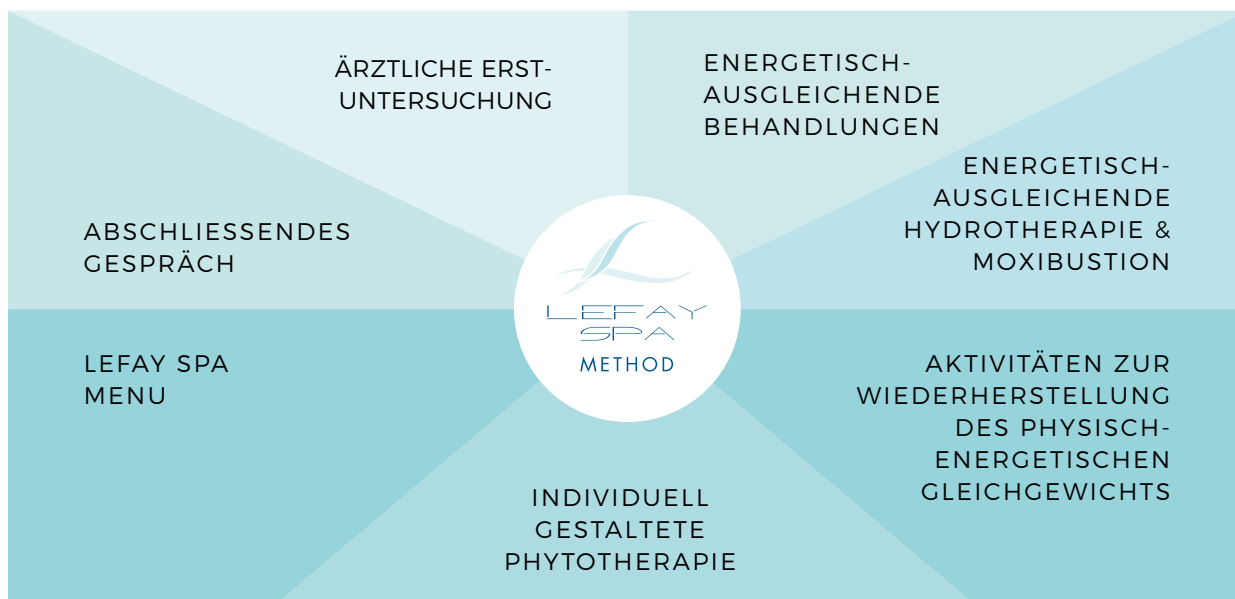 ÄRZTLICHE ERST-
UNTERSUCHUNG
ENERGETISCH-
AUSGLEICHENDE
BEHANDLUNGEN
ENERGETISCH-
AUSGLEICHENDE
HYDROTHERAPIE &
MOXIBUSTION
AKTIVITÄTEN ZUR
WIEDERHERSTELLUNG
DES PHYSISCH-
ENERGETISCHEN
GLEICHGEWICHTS
INDIVIDUELL
GESTALTETE
PHYTOTHERAPIE
LEFAY SPA
MENU
ABSCHLIESSENDES
GESPRÄCH
LEFAY
SPA
METHOD